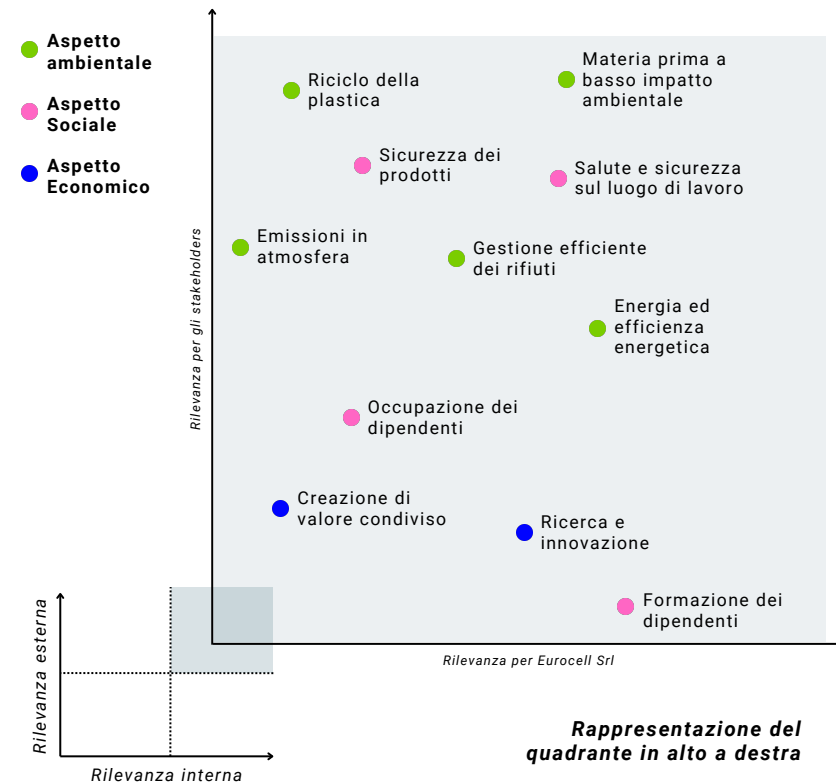 Aspetto
ambientale
Aspetto
Sociale
Aspetto
Economico
Riciclo della
plastica
Materia prima a
basso impatto
ambientale
Sicurezza dei
prodotti
Salute e sicurezza
sul luogo di lavoro
Emissioni in
atmosfera
Gestione efficiente
dei rifiuti
Energia ed
efficienza
energetica
Occupazione dei
dipendenti
Creazione di
valore condiviso
Ricerca e
innovazione
Formazione dei
dipendenti
Rilevanza per gli stakeholders
Rilevanza per Eurocell Srl
Rilevanza esterna
Rilevanza interna
Rappresentazione del
quadrante in alto a destra